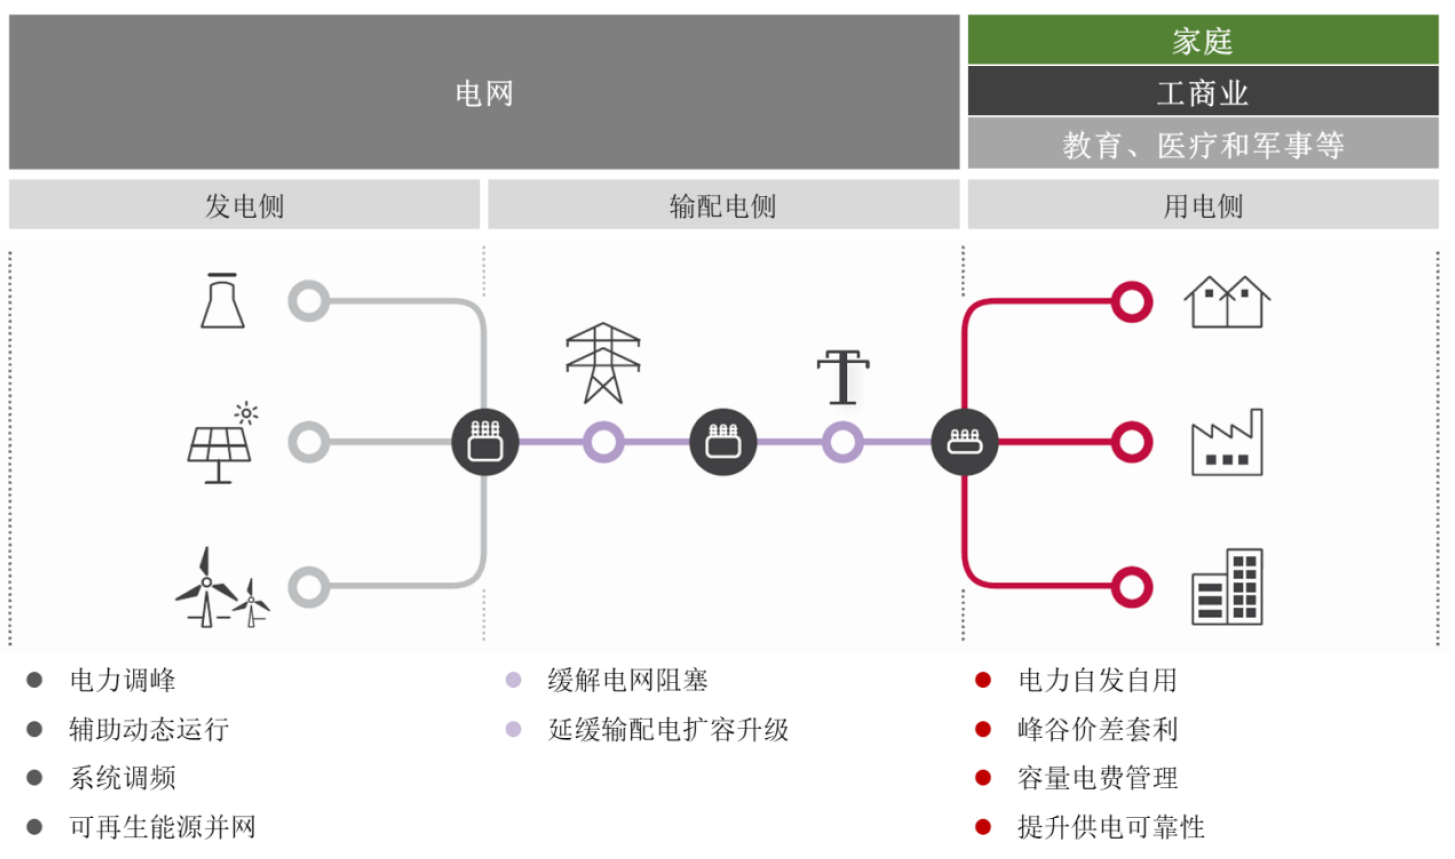 电网
家庭
工商业
教育、医疗和军事等
发电侧
输配电侧
用电侧
电力调峰
辅助动态运行
系统调频
可再生能源并网
缓解电网阻塞
延缓输配电扩容升级
电力自发自用
峰谷价差套利
容量电费管理
提升供电可靠性